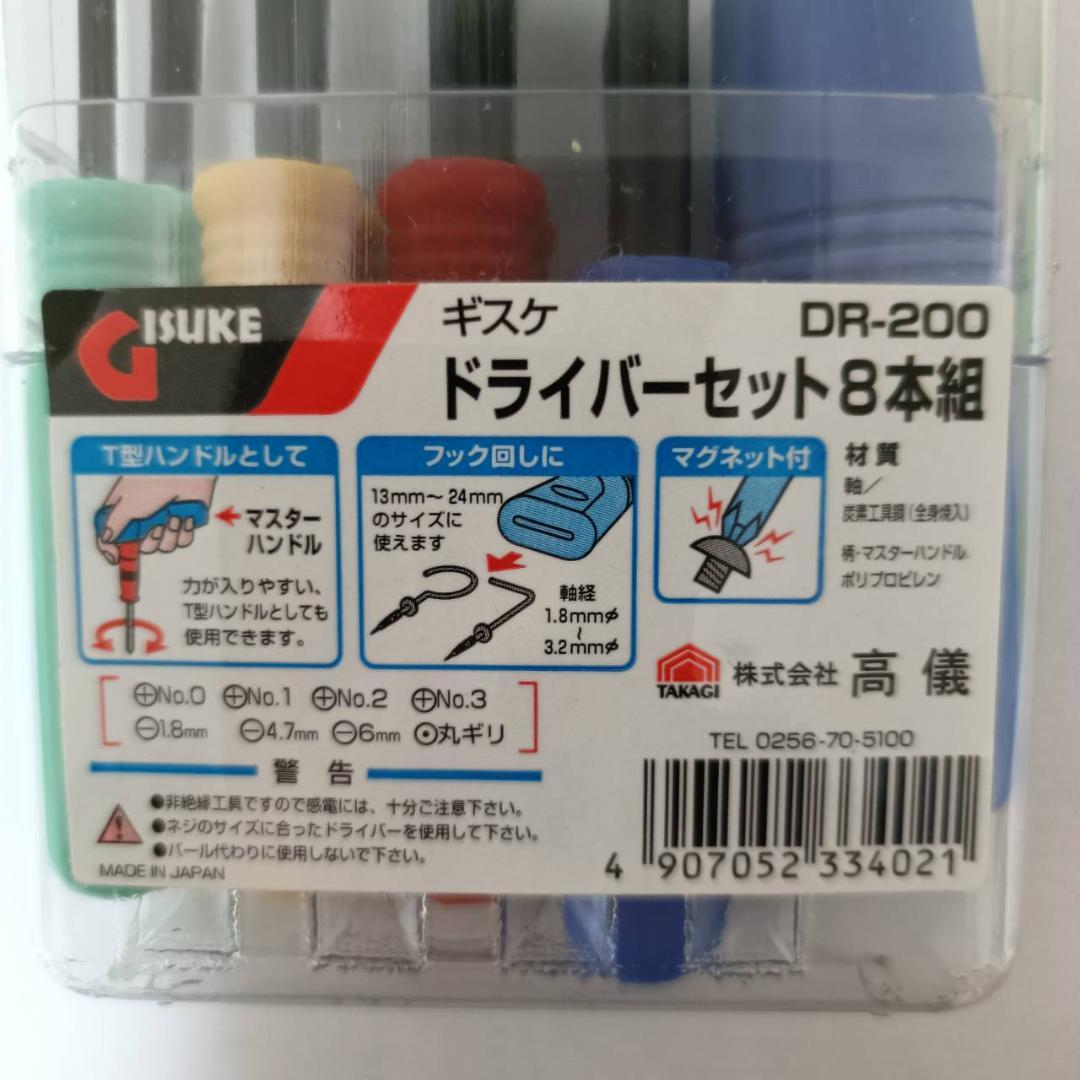 GISUKE
ギスケ
DR-200
ドライバーセット8本組
T型ハンドルとして
マスター
ハンドル
力が入りやすい、
T型ハンドルとしても
使用できます。
フック回しに
13mm〜24mm
のサイズに
使えます
軸経
1.8mmφ
〜
3.2mmφ
マグネット付
材質
軸/
炭素工具鋼(全身焼入)
柄・マスターハンドル
ポリプロピレン
⊕No.0 ⊕No.1 ⊕No.2 ⊕No.3
⊖1.8mm ⊖4.7mm ⊖6mm ⊙丸ギリ
TAKAGI
株式会社 高儀
TEL 0256-70-5100
警告
●非絶縁工具ですので感電には、十分ご注意下さい。
●ネジのサイズに合ったドライバーを使用して下さい。
●バール代わりに使用しないで下さい。
MADE IN JAPAN
4 907052 334021